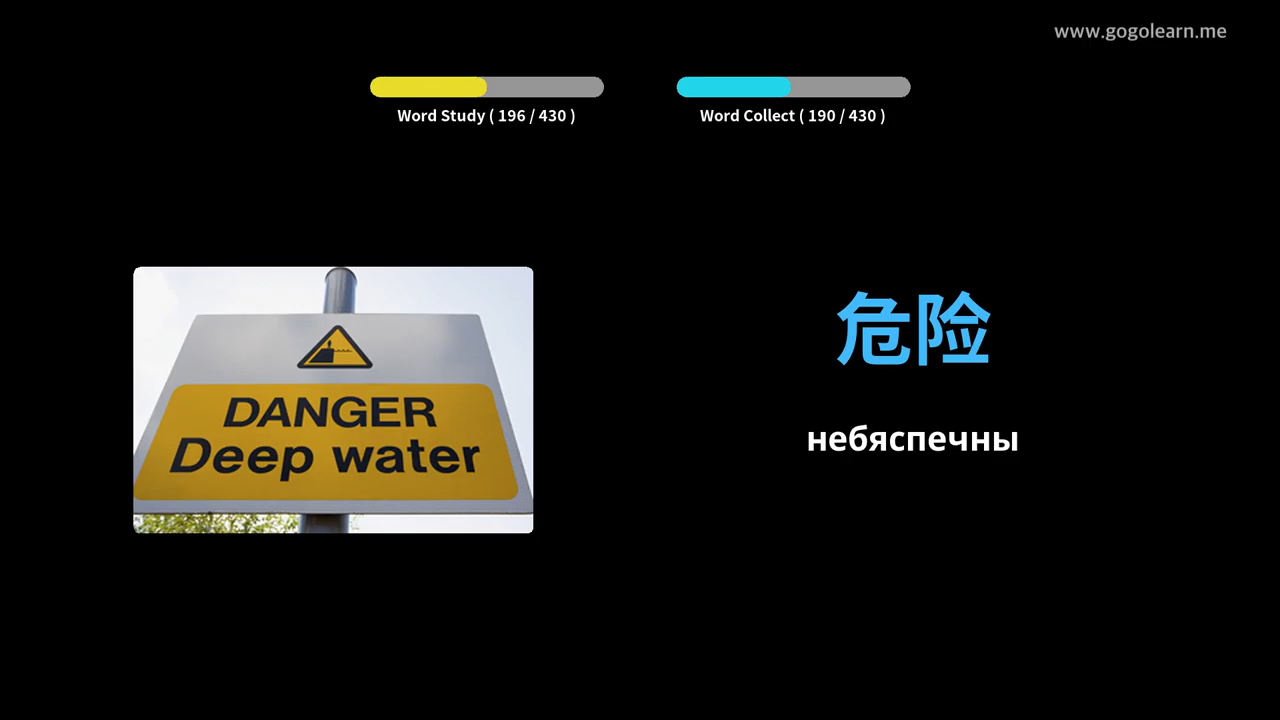 www.gogolearn.me
Word Study ( 196 / 430 )
Word Collect ( 190 / 430 )
DANGER
Deep water
危险
небяспечны